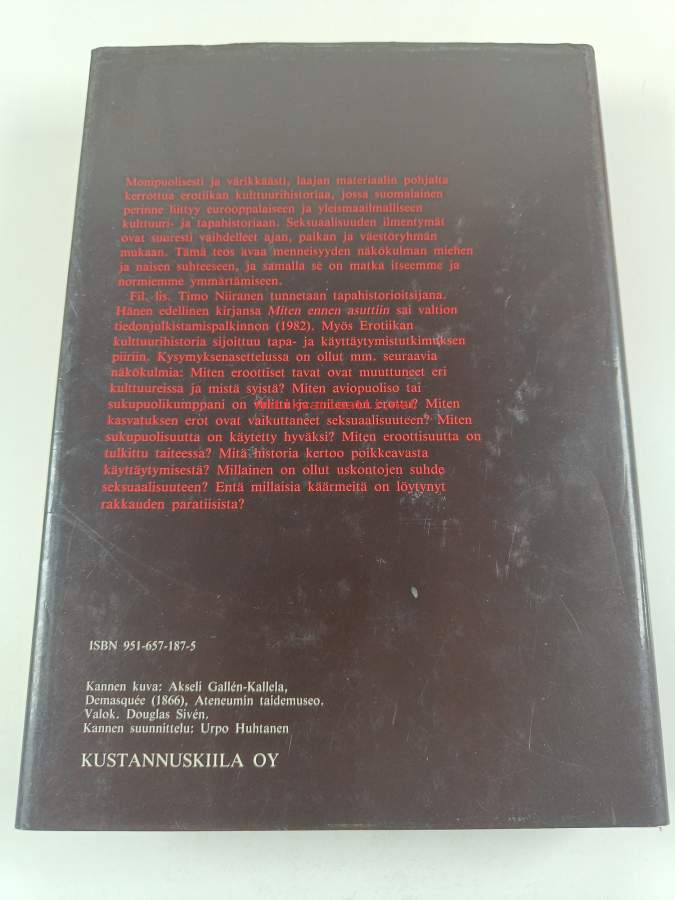 Monipuolisesti ja värikkäästi, laajan materiaalin pohjalta
kerrottua erotiikan kulttuurihistoriaa, jossa suomalainen
perinne liittyy eurooppalaiseen ja yleismaailmalliseen
kulttuuri- ja tapahistoriaan. Seksuaalisuuden ilmentymät
ovat suuresti vaihdelleet ajan, paikan ja väestöryhmän
mukaan. Tämä teos avaa menneisyyden näkökulman miehen
ja naisen suhteeseen, ja samalla se on matka itseemme ja
normiemme ymmärtämiseen.
Fil. lis. Timo Niiranen tunnetaan tapahistorioitsijana.
Hänen edellinen kirjansa Miten ennen asuttiin sai valtion
tiedonjulkistamispalkinnon (1982). Myös Erotiikan
kulttuurihistoria sijoittuu tapa- ja käyttäytymistutkimuksen
piiriin. Kysymyksenasettelussa on ollut mm. seuraavia
näkökulmia: Miten eroottiset tavat ovat muuttuneet eri
kulttuureissa ja mistä syistä? Miten aviopuoliso tai
sukupuolikumppani on valittu ja miten on erottu? Miten
kasvatuksen erot ovat vaikuttaneet seksuaalisuuteen? Miten
sukupuolisuutta on käytetty hyväksi? Miten eroottisuutta on
tulkittu taiteessa? Mitä historia kertoo poikkeavasta
käyttäytymisestä? Millainen on ollut uskontojen suhde
seksuaalisuuteen? Entä millaisia käärmeitä on löytynyt
rakkauden paratiisista?
ISBN 951-657-187-5
Kannen kuva: Akseli Gallén-Kallela,
Demasquée (1866), Ateneumin taidemuseo.
Valok. Douglas Sivén.
Kannen suunnittelu: Urpo Huhtanen
KUSTANNUSKIILA OY